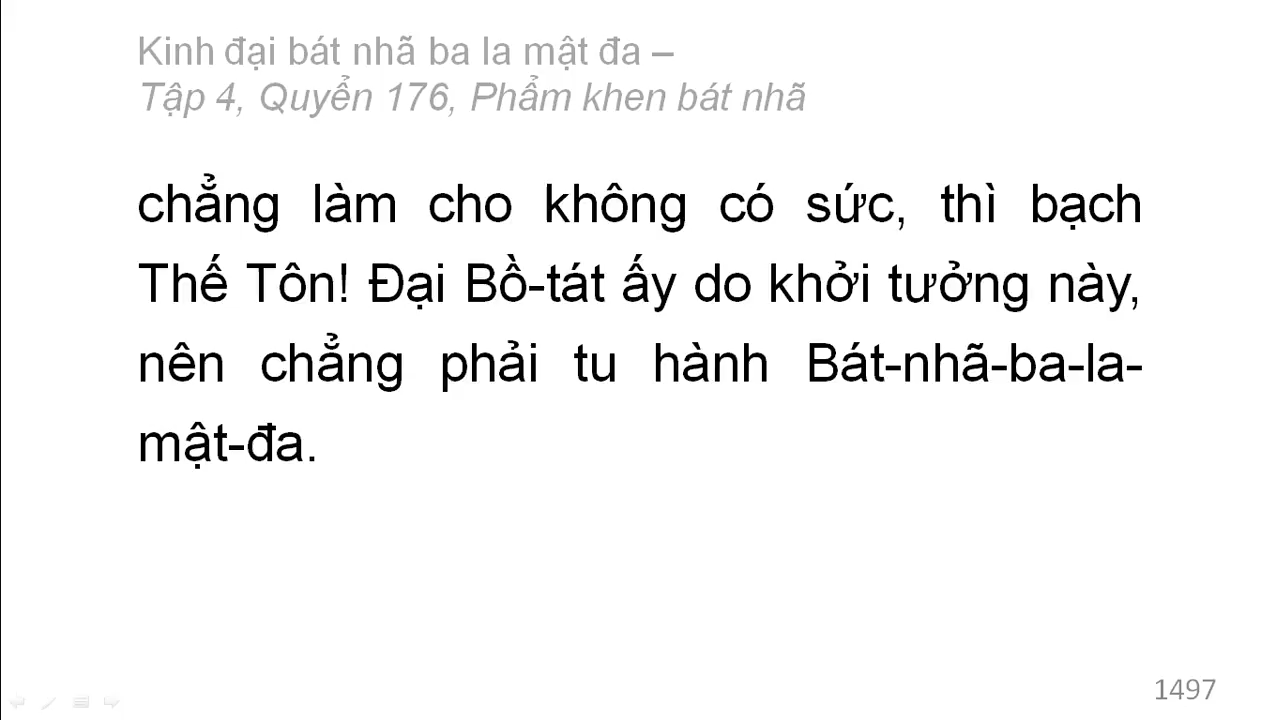 Kinh đại bát nhã ba la mật đa –
Tập 4, Quyển 176, Phẩm khen bát nhã
chẳng làm cho không có sức, thì bạch
Thế Tôn! Đại Bồ-tát ấy do khởi tưởng này,
nên chẳng phải tu hành Bát-nhã-ba-la-
mật-đa.
1497